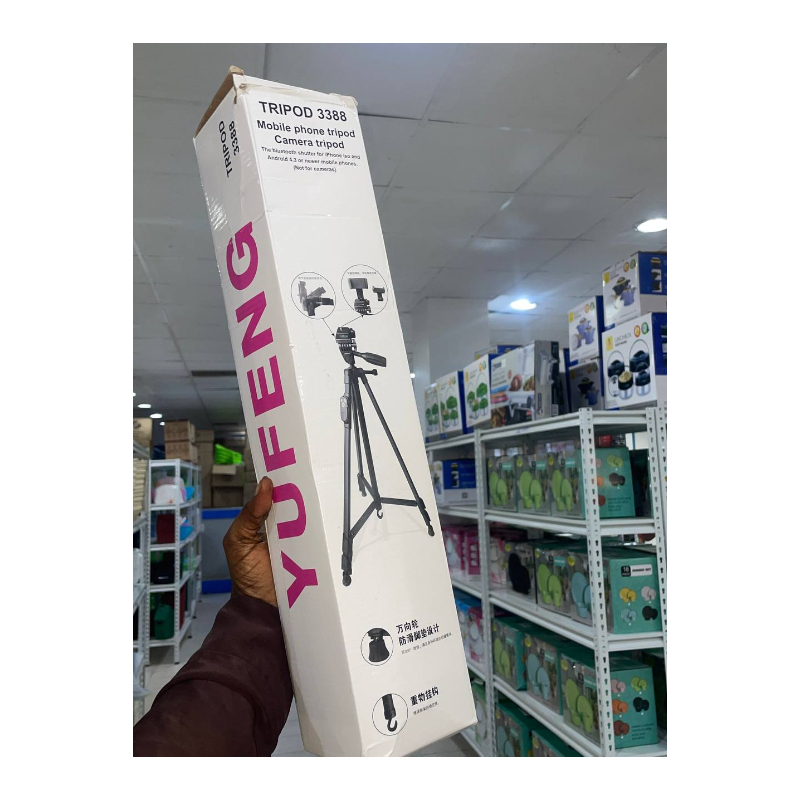 TRIPOD 3388
Mobile phone tripod
Camera tripod
The bluetooth shutter for iPhone ios and
Android 4.3 or newer mobile phones.
(Not for cameras)
TRIPOD
3388
YUFENG
万向轮
防滑脚垫设计
重物挂钩